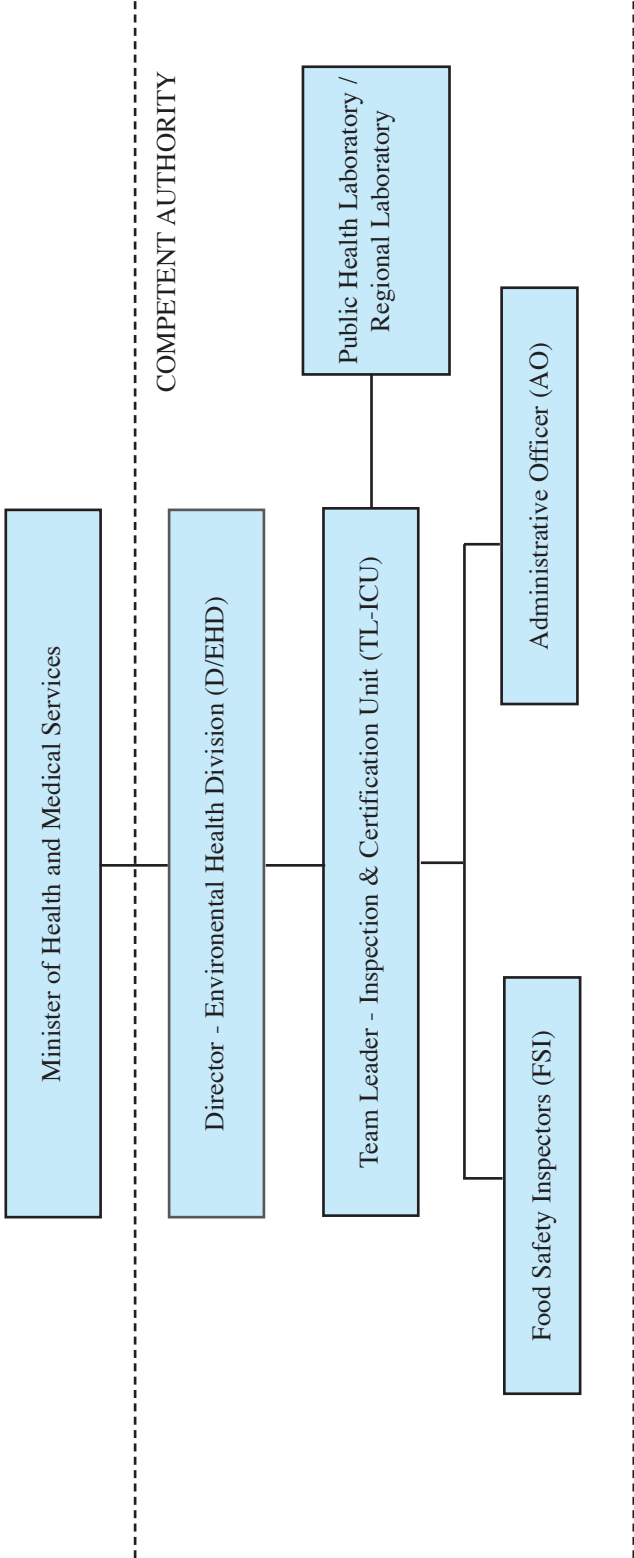 Minister of Health and Medical Services
COMPETENT AUTHORITY
Director - Environental Health Division (D/EHD)
Team Leader - Inspection & Certification Unit (TL-ICU)
Public Health Laboratory /
Regional Laboratory
Food Safety Inspectors (FSI)
Administrative Officer (AO)